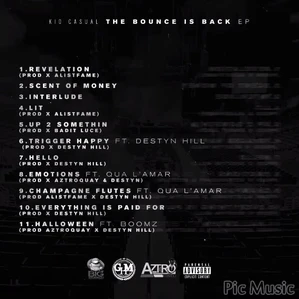 KID CASUAL THE BOUNCE IS BACK EP
1.REVELATION
(PROD X ALISTFAME)
2.SCENT OF MONEY
3.INTERLUDE
4.LIT
(PROD X ALISTFAME)
5.UP 2 SOMETHIN
(PROD X BADIT LUCE)
6.TRIGGER HAPPY FT. DESTYN HILL
(PROD X DESTYN HILL)
7.HELLO
(PROD X DESTYN HILL)
8.EMOTIONS FT. QUA L'AMAR
(PROD X AZTROQUAY & DESTYN)
9.CHAMPAGNE FLUTES FT. QUA L'AMAR
(PROD ALISTFAME X DESTYN HILL)
10.EVERYTHING IS PAID FOR
(PROD X DESTYN HILL)
11.HALLOWEEN FT. BOOMZ
(PROD AZTROQUAY X DESTYN HILL)
GM
AZTRO
PARENTAL
ADVISORY
EXPLICIT CONTENT
Pic Music